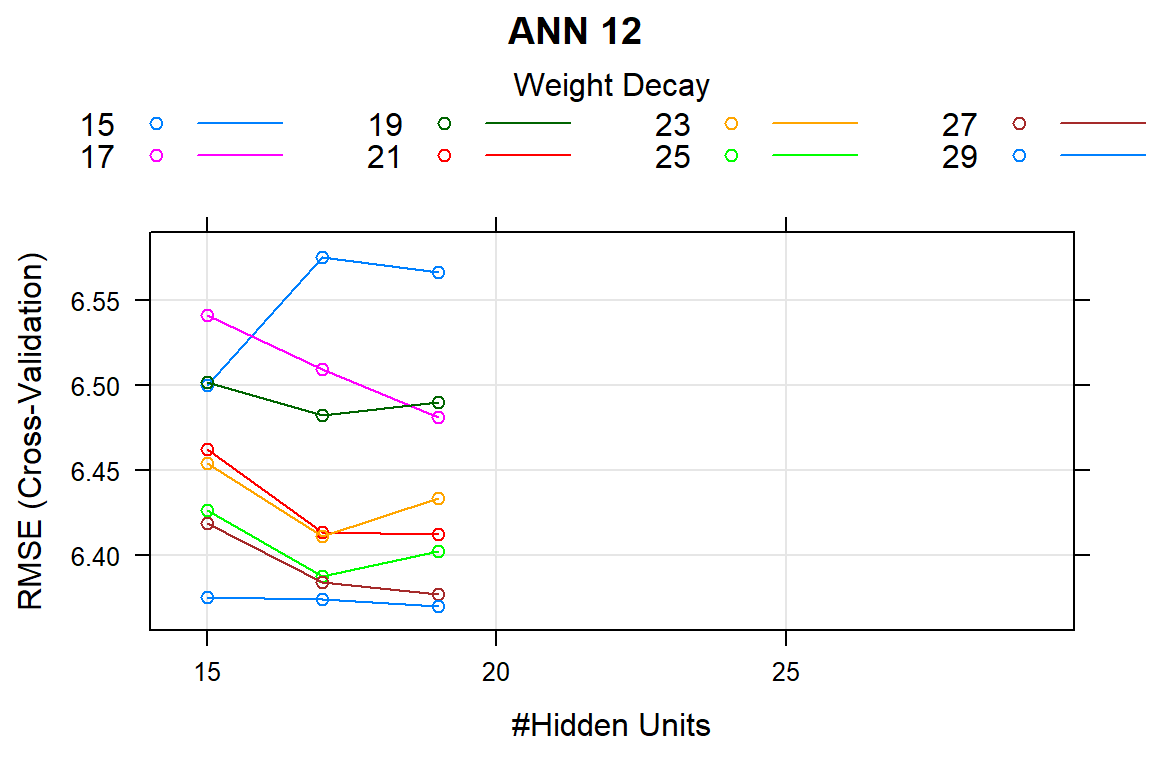 ANN 12
Weight Decay
15 19 23 27
17 21 25 29
RMSE (Cross-Validation)
6.55
6.50
6.45
6.40
15 20 25
#Hidden Units